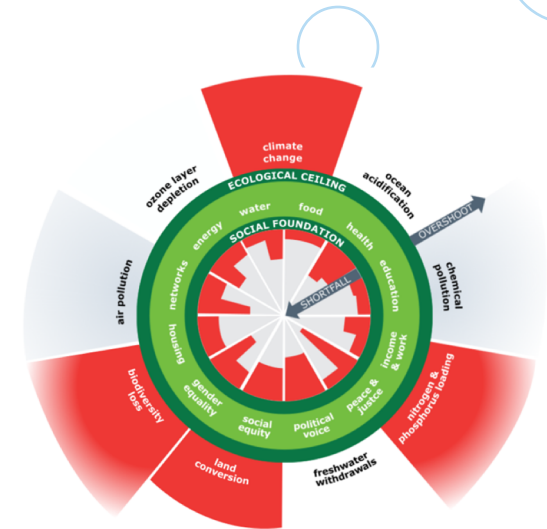 climate
change
ocean
acidification
OVERSHOOT
chemical
pollution
nitrogen &
phosphorus loading
freshwater
withdrawals
land
conversion
biodiversity
loss
air pollution
ozone layer
depletion
ECOLOGICAL CEILING
water
food
health
education
income
& work
peace &
justce
political
voice
social
equity
gender
equality
housing
networks
energy
SOCIAL FOUNDATION
SHORTFALL